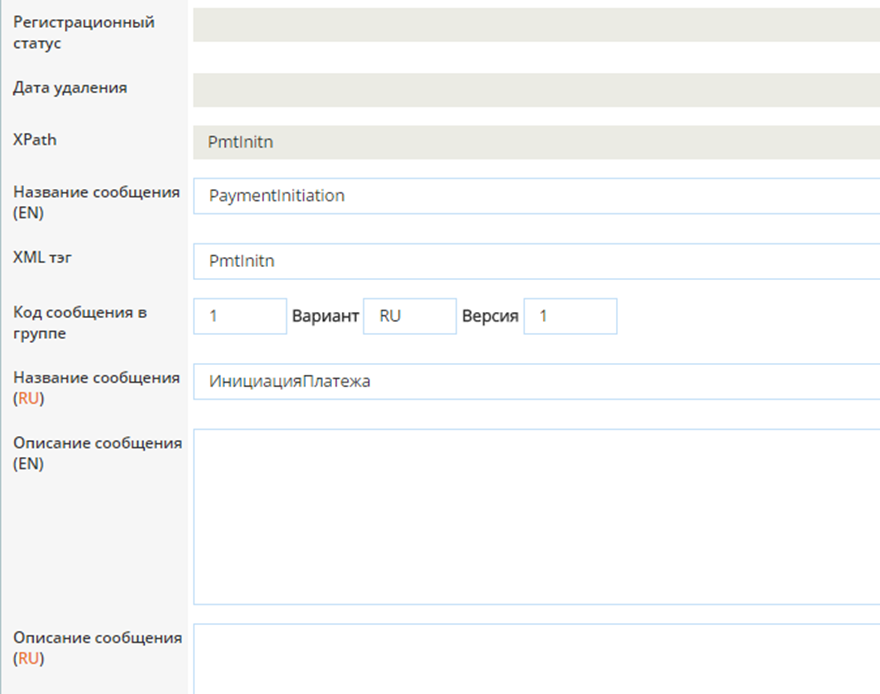 Регистрационный
статус
Дата удаления
XPath
PmtInitn
Название сообщения
(EN)
PaymentInitiation
XML тэг
PmtInitn
Код сообщения в
группе
1 Вариант RU Версия 1
Название сообщения
(RU)
ИнициацияПлатежа
Описание сообщения
(EN)
Описание сообщения
(RU)